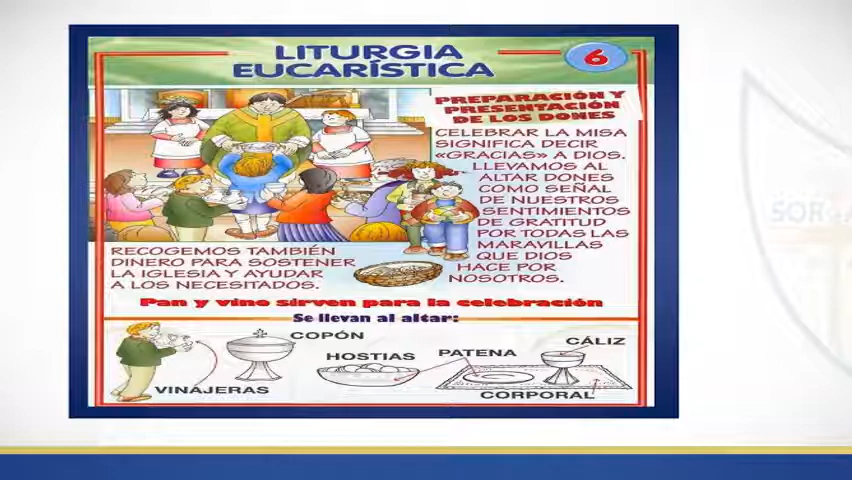 LITURGIA
EUCARÍSTICA
6
PREPARACIÓN Y
PRESENTACIÓN
DE LOS DONES
CELEBRAR LA MISA
SIGNIFICA DECIR
«GRACIAS» A DIOS.
LLEVAMOS AL
ALTAR DONES
COMO SEÑAL
DE NUESTROS
SENTIMIENTOS
DE GRATITUD
POR TODAS LAS
MARAVILLAS
QUE DIOS
HACE POR
NOSOTROS.
RECOGEMOS TAMBIÉN
DINERO PARA SOSTENER
LA IGLESIA Y AYUDAR
A LOS NECESITADOS.
Pan y vino sirven para la celebración
Se llevan al altar:
COPÓN
CÁLIZ
HOSTIAS
PATENA
VINAJERAS
CORPORAL
SOR